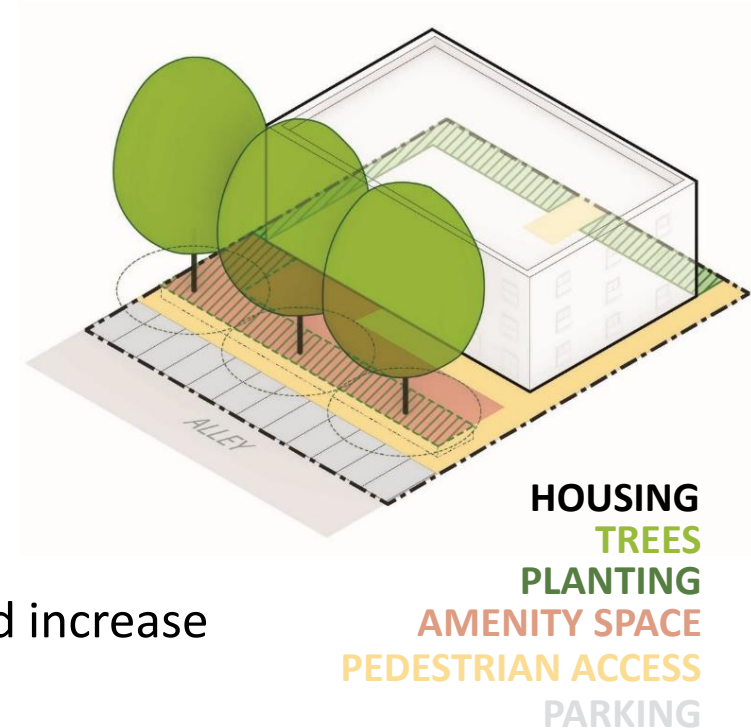 ALLEY
HOUSING
TREES
PLANTING
d increase
AMENITY SPACE
PEDESTRIAN ACCESS
PARKING